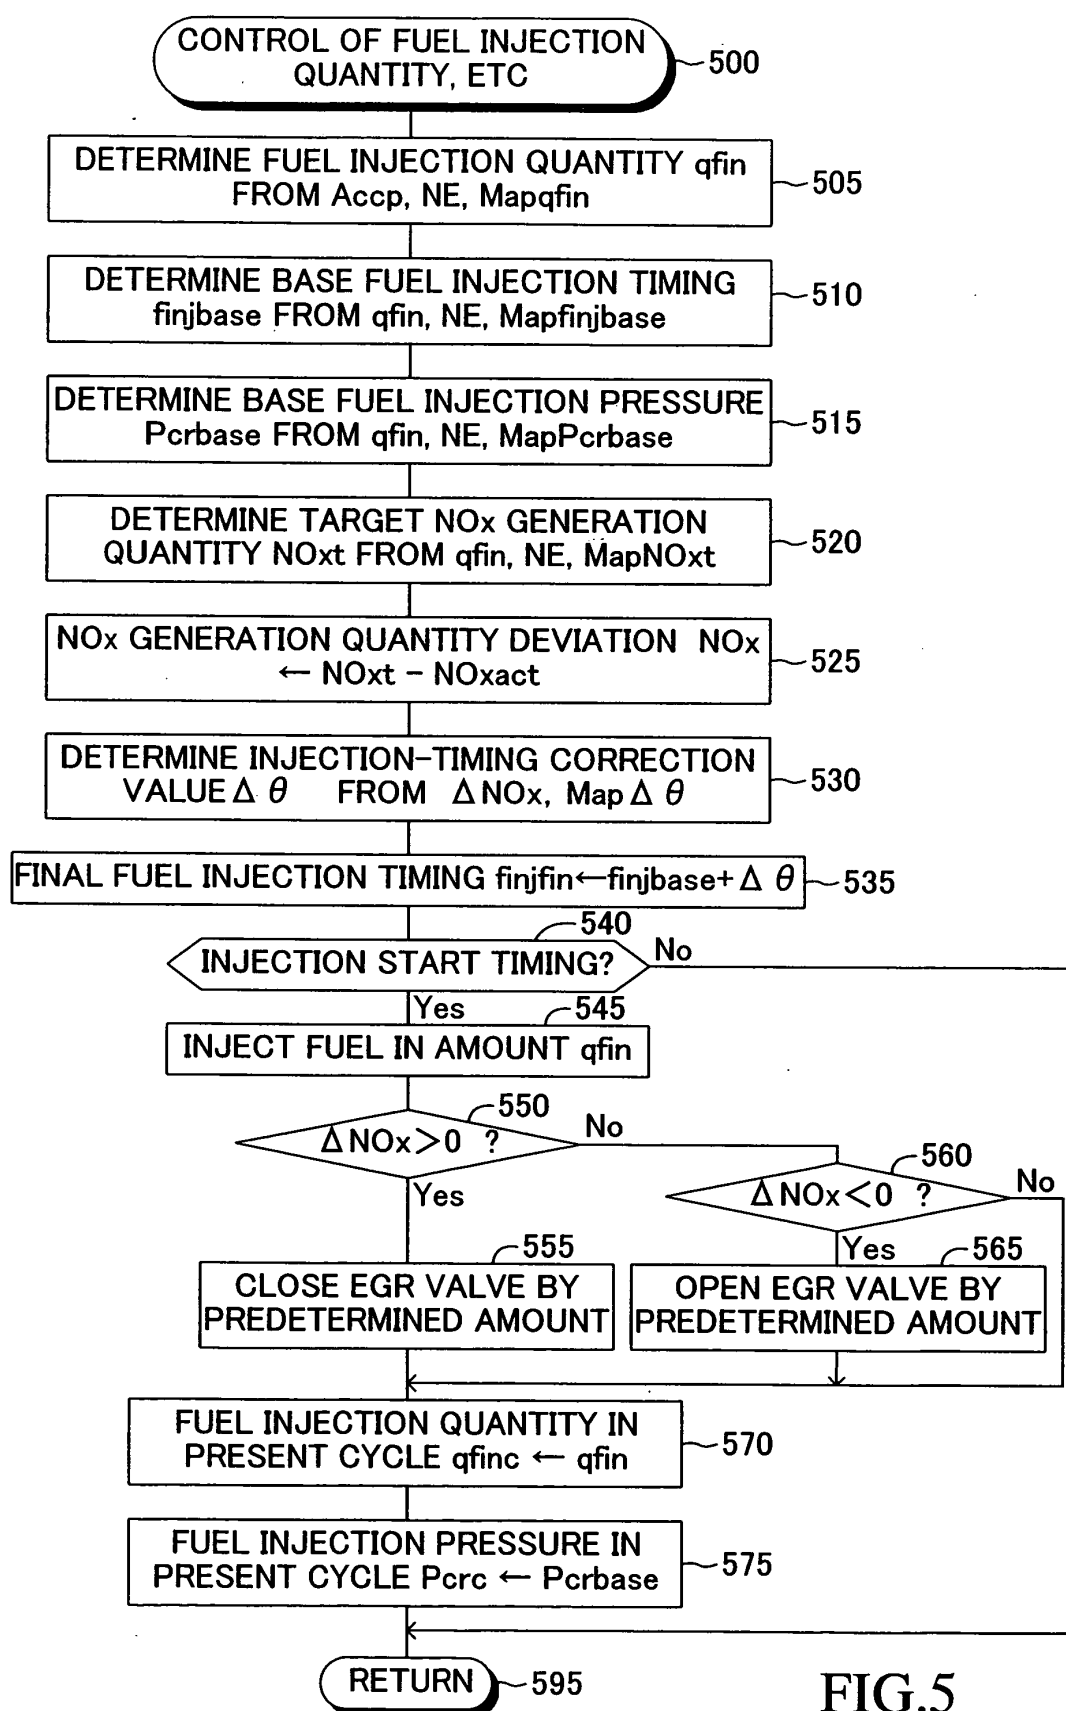 CONTROL OF FUEL INJECTION
QUANTITY, ETC
500
DETERMINE FUEL INJECTION QUANTITY qfin
FROM Accp, NE, Mapqfin
505
DETERMINE BASE FUEL INJECTION TIMING
finjbase FROM qfin, NE, Mapfinjbase
510
DETERMINE BASE FUEL INJECTION PRESSURE
Pcrbase FROM qfin, NE, MapPcrbase
515
DETERMINE TARGET NOx GENERATION
QUANTITY NOxt FROM qfin, NE, MapNOxt
520
NOx GENERATION QUANTITY DEVIATION NOx
← NOxt − NOxact
525
DETERMINE INJECTION-TIMING CORRECTION
VALUE Δ θ FROM Δ NOx, Map Δ θ
530
FINAL FUEL INJECTION TIMING finjfin←finjbase+ Δ θ
535
540
INJECTION START TIMING?
No
Yes
545
INJECT FUEL IN AMOUNT qfin
550
Δ NOx>0 ?
No
Yes
560
Δ NOx<0 ?
No
Yes
555
CLOSE EGR VALVE BY
PREDETERMINED AMOUNT
565
OPEN EGR VALVE BY
PREDETERMINED AMOUNT
FUEL INJECTION QUANTITY IN
PRESENT CYCLE qfinc ← qfin
570
FUEL INJECTION PRESSURE IN
PRESENT CYCLE Pcrc ← Pcrbase
575
RETURN
595
FIG.5